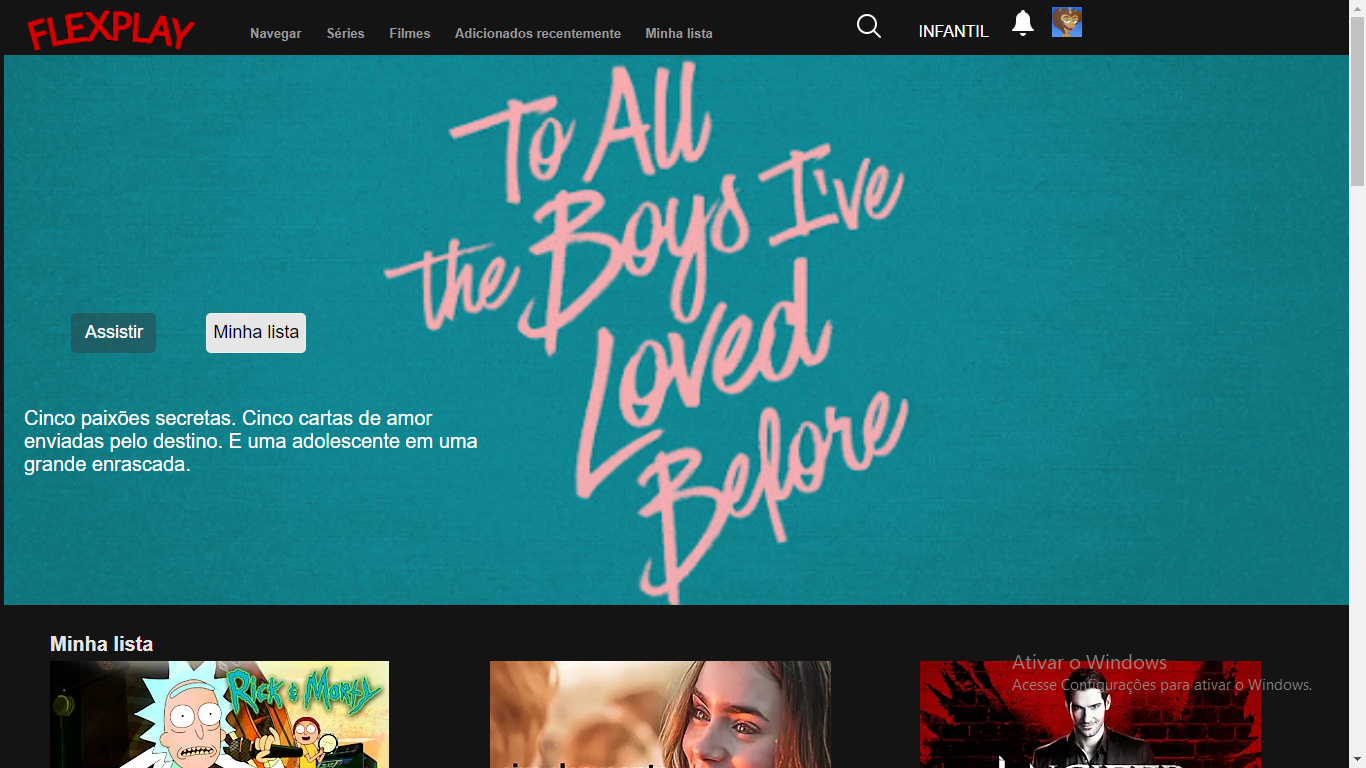 FLEXPLAY
Navegar Séries Filmes Adicionados recentemente Minha lista
INFANTIL
To All
the Boys I've
Loved
Before
Assistir Minha lista
Cinco paixões secretas. Cinco cartas de amor
enviadas pelo destino. E uma adolescente em uma
grande enrascada.
Minha lista
Rick & Morty
Ativar o Windows
Acesse Configurações para ativar o Windows.